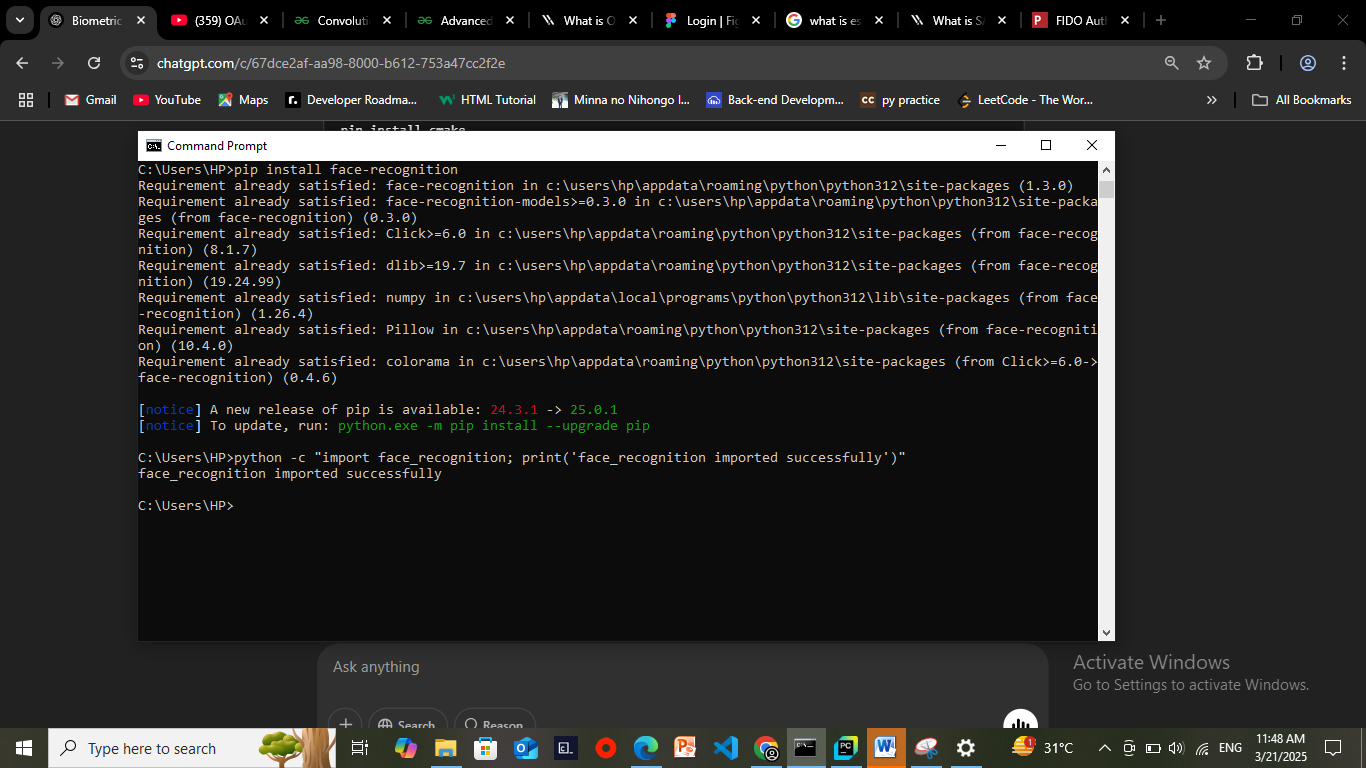 Biometric
(359) OAu
Convoluti
Advanced
What is O
Login | Fig
what is es
What is SA
FIDO Auth
chatgpt.com/c/67dce2af-aa98-8000-b612-753a47cc2f2e
Gmail
YouTube
Maps
Developer Roadma...
HTML Tutorial
Minna no Nihongo I...
Back-end Developm...
py practice
LeetCode - The Wor...
All Bookmarks
pip install cmake
Command Prompt
C:\Users\HP>pip install face-recognition
Requirement already satisfied: face-recognition in c:\users\hp\appdata\roaming\python\python312\site-packages (1.3.0)
Requirement already satisfied: face-recognition-models>=0.3.0 in c:\users\hp\appdata\roaming\python\python312\site-packa
ges (from face-recognition) (0.3.0)
Requirement already satisfied: Click>=6.0 in c:\users\hp\appdata\roaming\python\python312\site-packages (from face-recog
nition) (8.1.7)
Requirement already satisfied: dlib>=19.7 in c:\users\hp\appdata\roaming\python\python312\site-packages (from face-recog
nition) (19.24.99)
Requirement already satisfied: numpy in c:\users\hp\appdata\local\programs\python\python312\lib\site-packages (from face
-recognition) (1.26.4)
Requirement already satisfied: Pillow in c:\users\hp\appdata\roaming\python\python312\site-packages (from face-recogniti
on) (10.4.0)
Requirement already satisfied: colorama in c:\users\hp\appdata\roaming\python\python312\site-packages (from Click>=6.0->
face-recognition) (0.4.6)
[notice] A new release of pip is available: 24.3.1 -> 25.0.1
[notice] To update, run: python.exe -m pip install --upgrade pip
C:\Users\HP>python -c "import face_recognition; print('face_recognition imported successfully')"
face_recognition imported successfully
C:\Users\HP>
Ask anything
Search
Reason
Activate Windows
Go to Settings to activate Windows.
Type here to search
31°C
ENG
11:48 AM
3/21/2025